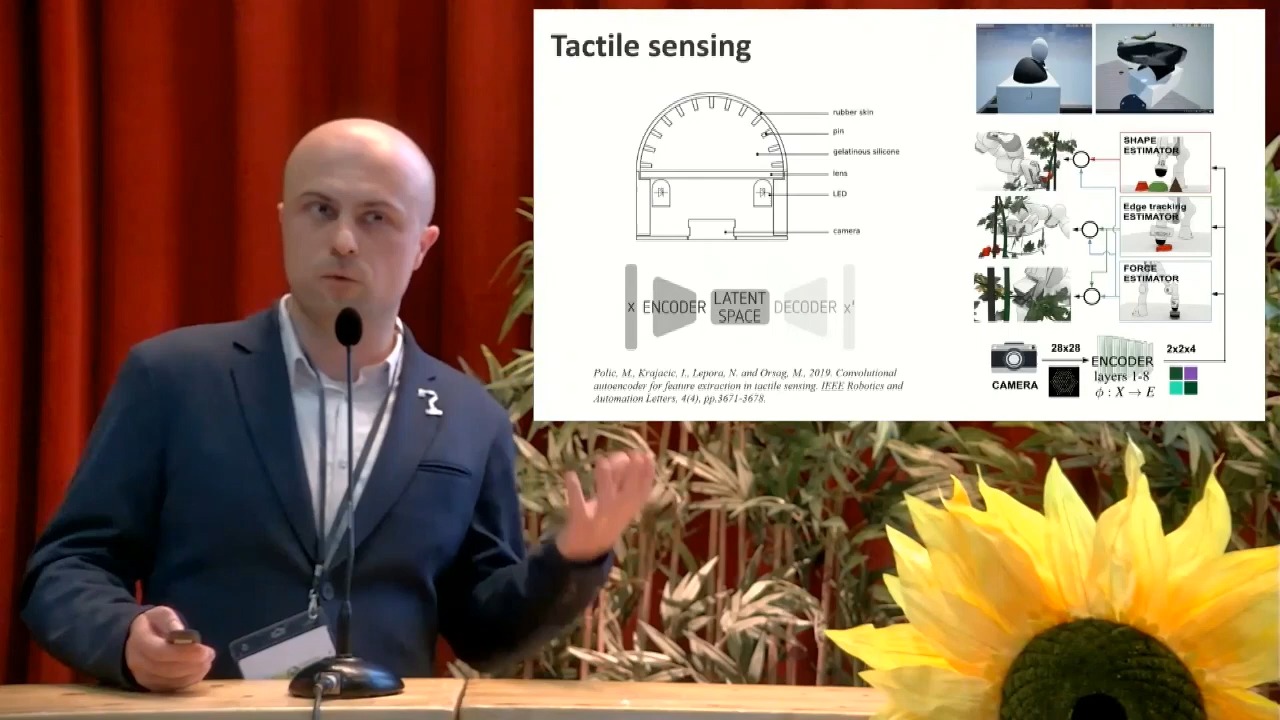 Tactile sensing
rubber skin
pin
gelatinous silicone
lens
LED
camera
x ENCODER LATENT SPACE DECODER x'
Polic, M., Krajacic, I., Lepora, N. and Orsag, M., 2019. Convolutional
autoencoder for feature extraction in tactile sensing. IEEE Robotics and
Automation Letters, 4(4), pp.3671-3678.
SHAPE
ESTIMATOR
Edge tracking
ESTIMATOR
FORCE
ESTIMATOR
28x28
2x2x4
CAMERA
ENCODER
layers 1-8
ϕ : X → E